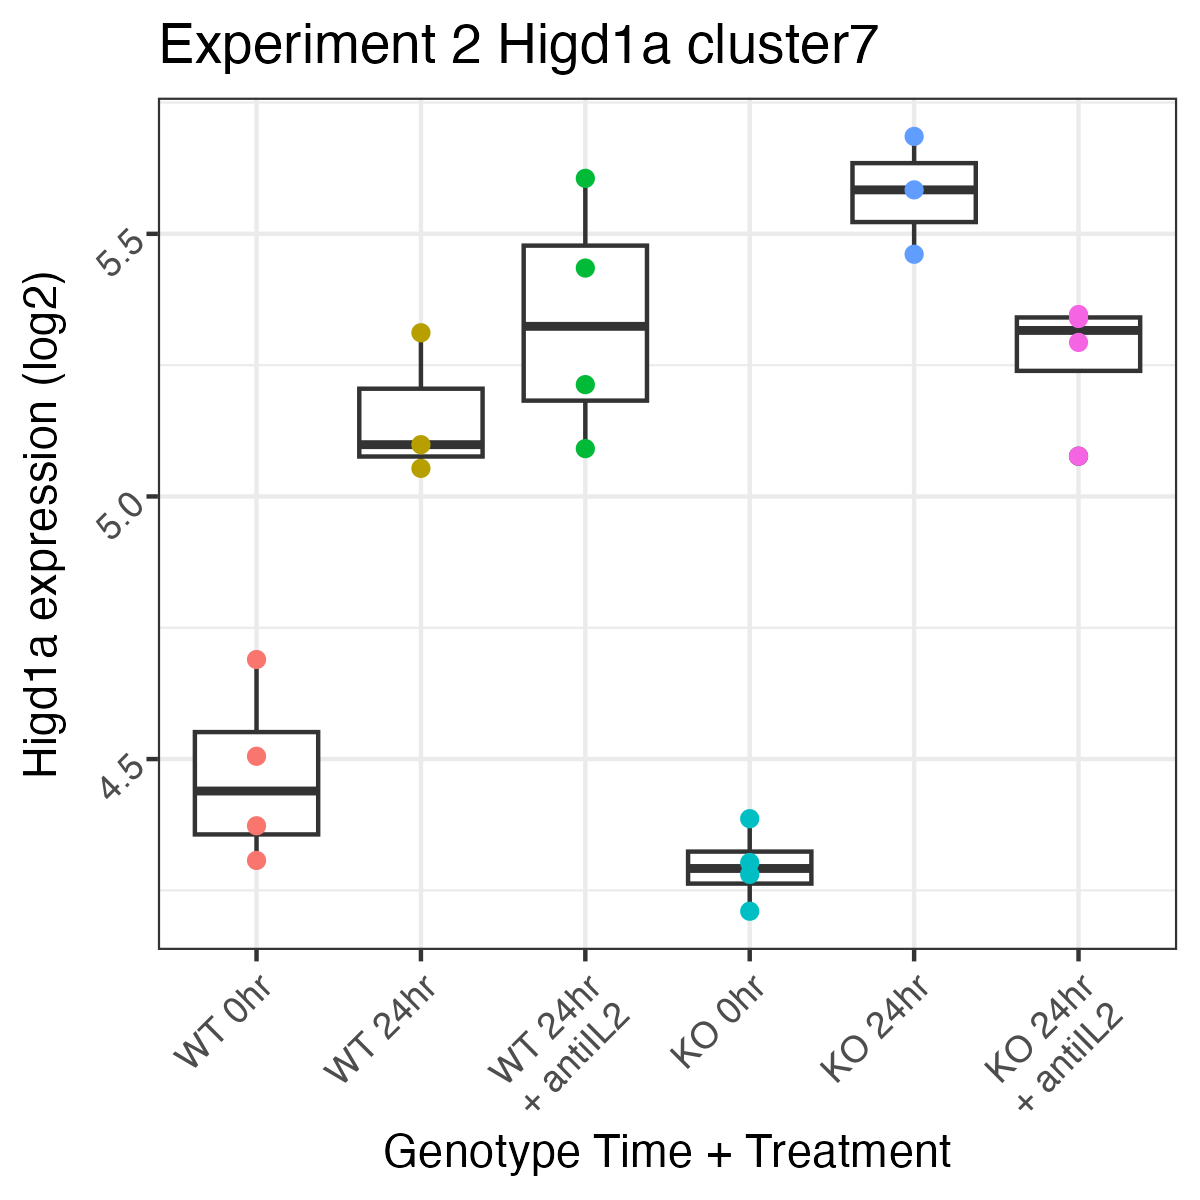 Experiment 2 Higd1a cluster7
Higd1a expression (log2)
5.5
5.0
4.5
WT 0hr
WT 24hr
WT 24hr
+ antiIL2
KO 0hr
KO 24hr
KO 24hr
+ antiIL2
Genotype Time + Treatment